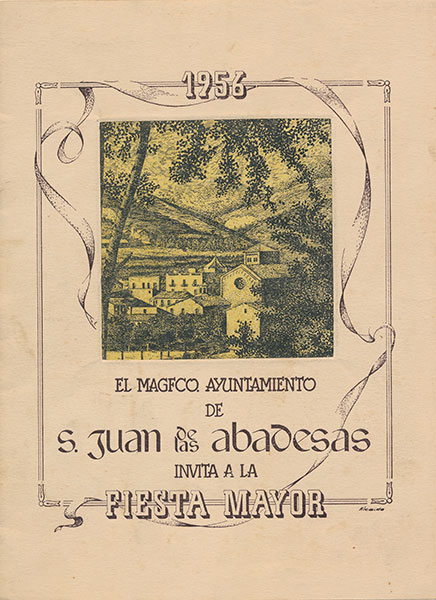 1956
EL MAGFCO. AYUNTAMIENTO
DE
S. Juan de las abadesas
INVITA A LA
FIESTA MAYOR